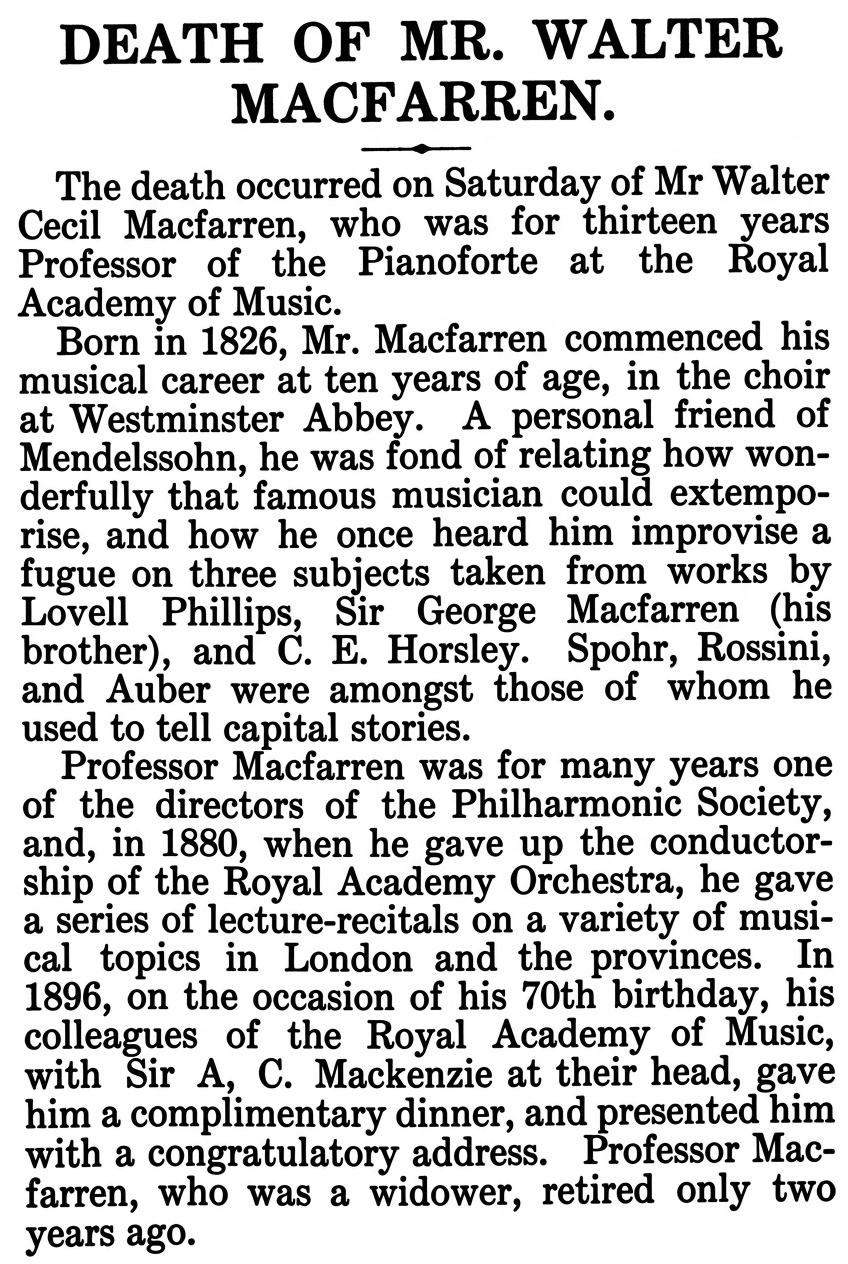 DEATH OF MR. WALTER
MACFARREN.
The death occurred on Saturday of Mr Walter
Cecil Macfarren, who was for thirteen years
Professor of the Pianoforte at the Royal
Academy of Music.
Born in 1826, Mr. Macfarren commenced his
musical career at ten years of age, in the choir
at Westminster Abbey. A personal friend of
Mendelssohn, he was fond of relating how won-
derfully that famous musician could extempo-
rise, and how he once heard him improvise a
fugue on three subjects taken from works by
Lovell Phillips, Sir George Macfarren (his
brother), and C. E. Horsley. Spohr, Rossini,
and Auber were amongst those of whom he
used to tell capital stories.
Professor Macfarren was for many years one
of the directors of the Philharmonic Society,
and, in 1880, when he gave up the conductor-
ship of the Royal Academy Orchestra, he gave
a series of lecture-recitals on a variety of musi-
cal topics in London and the provinces. In
1896, on the occasion of his 70th birthday, his
colleagues of the Royal Academy of Music,
with Sir A, C. Mackenzie at their head, gave
him a complimentary dinner, and presented him
with a congratulatory address. Professor Mac-
farren, who was a widower, retired only two
years ago.